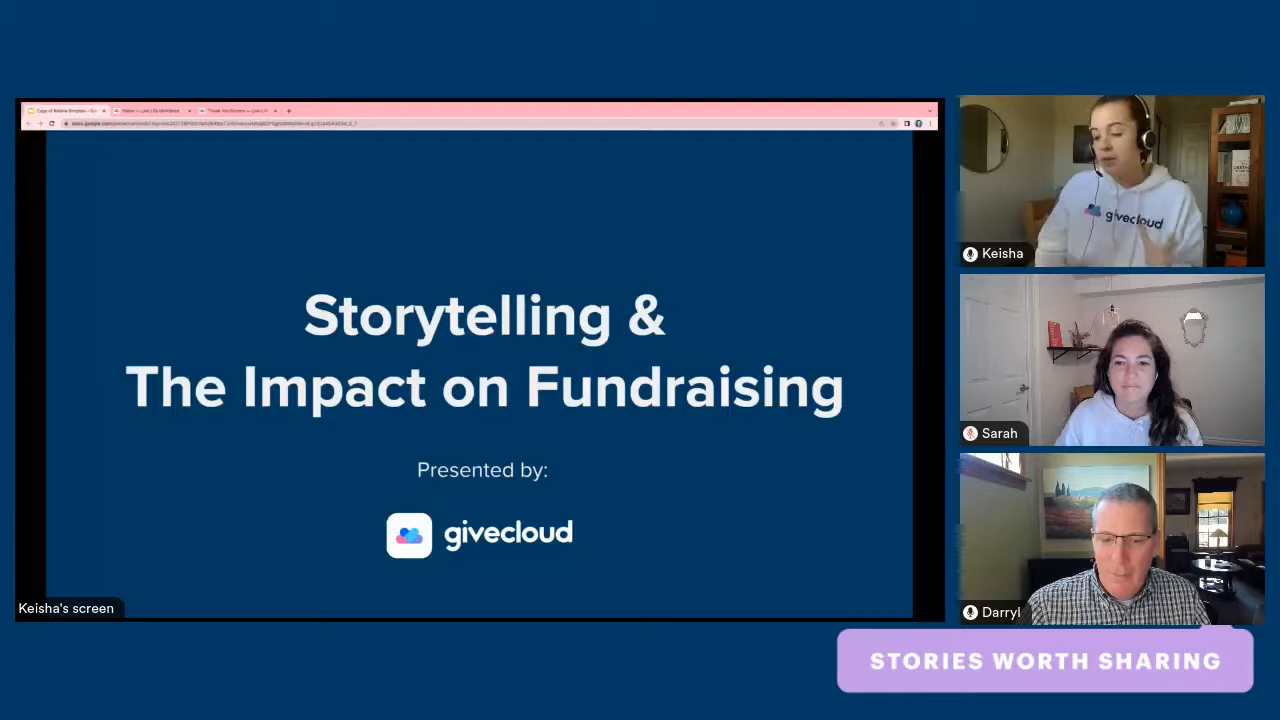 Storytelling &
The Impact on Fundraising
Presented by:
givecloud
Keisha's screen
givecloud
Keisha
Sarah
Darryl
STORIES WORTH SHARING